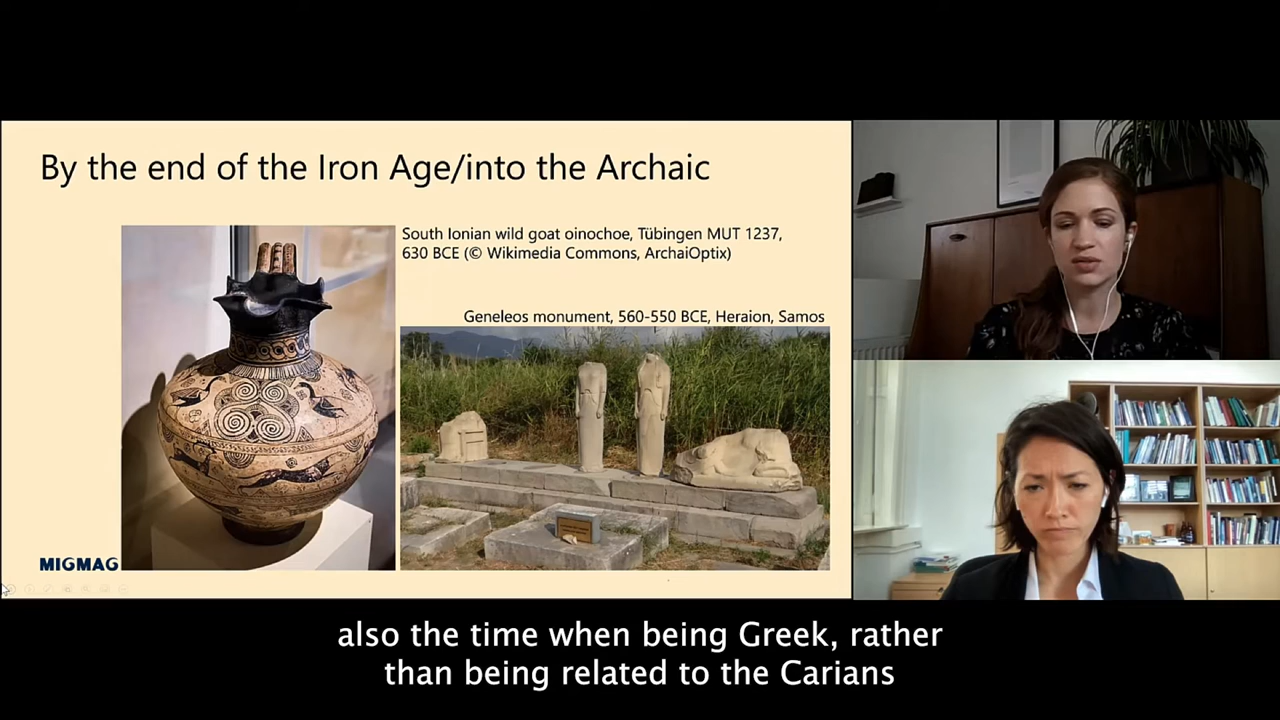 By the end of the Iron Age/into the Archaic
South Ionian wild goat oinochoe, Tübingen MUT 1237,
630 BCE (© Wikimedia Commons, ArchaiOptix)
Geneleos monument, 560-550 BCE, Heraion, Samos
MIGMAG
also the time when being Greek, rather
than being related to the Carians